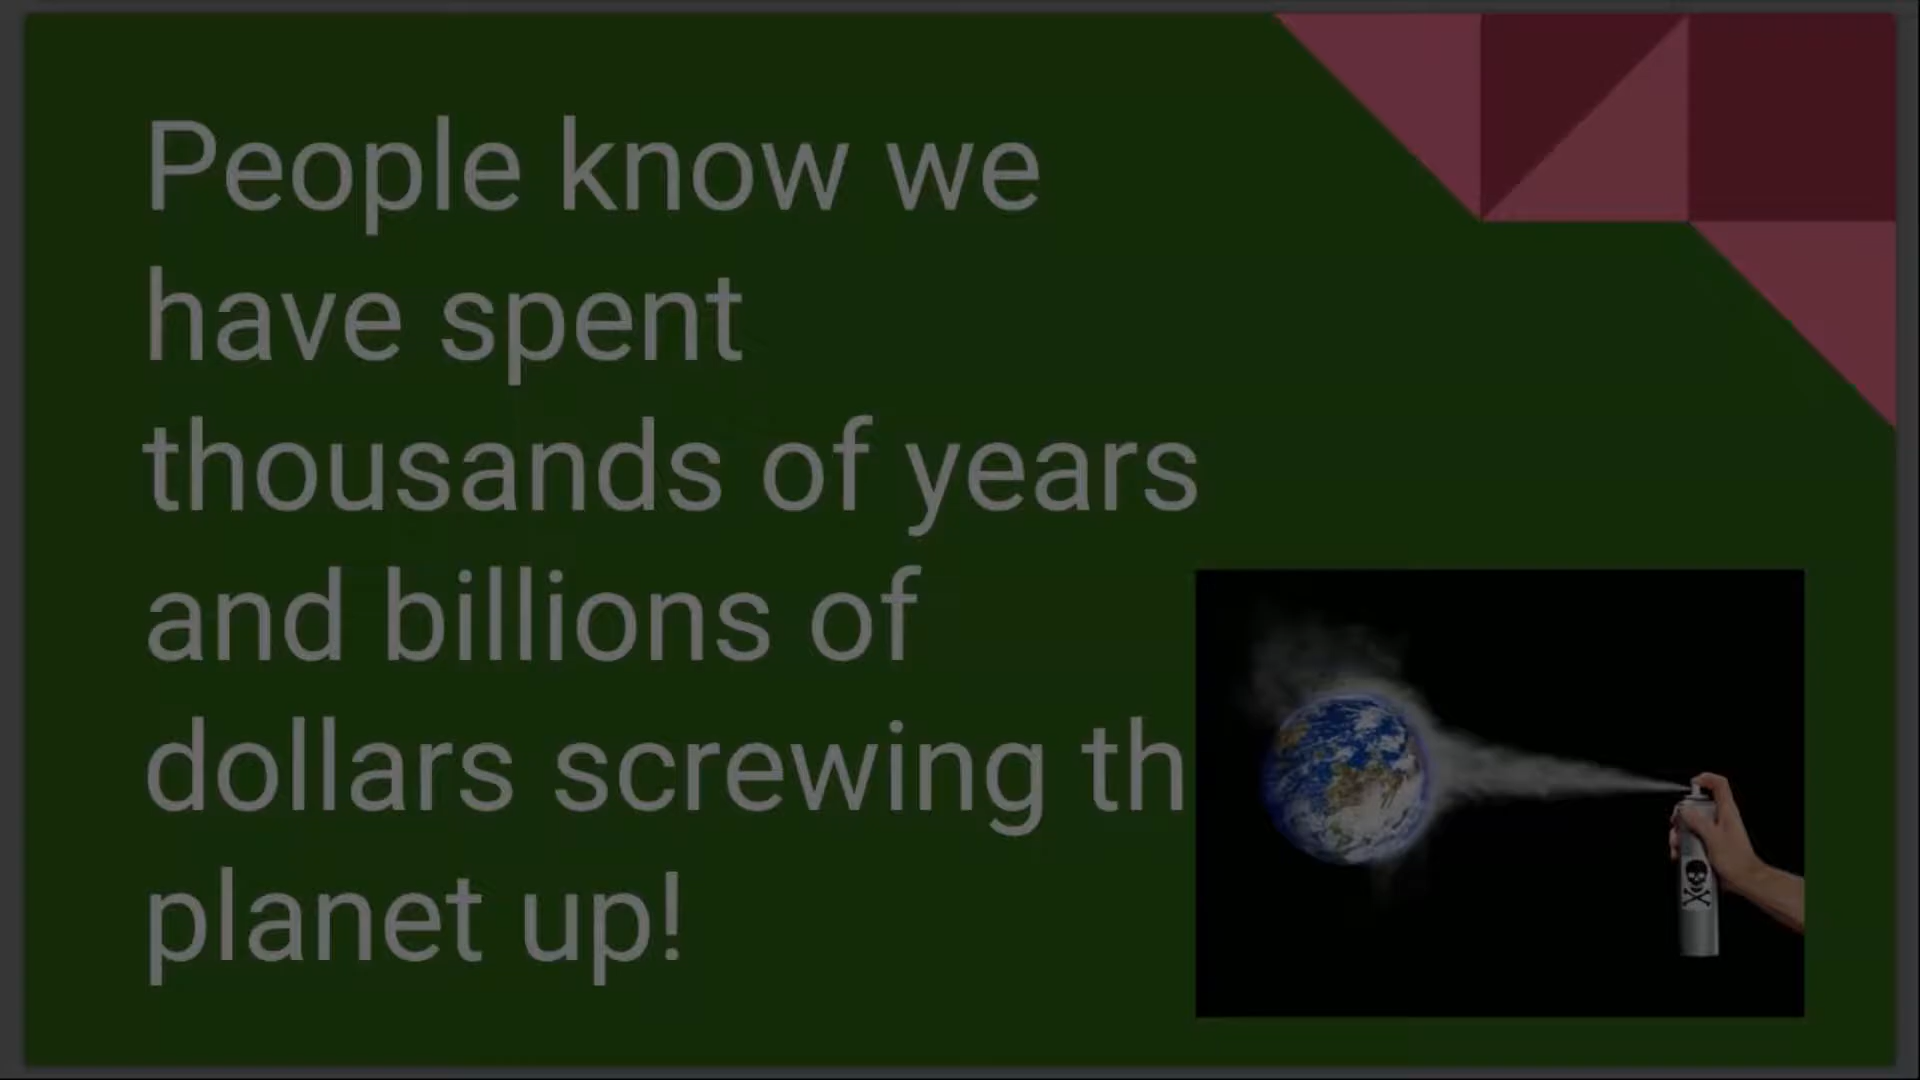 People know we
have spent
thousands of years
and billions of
dollars screwing th
planet up!